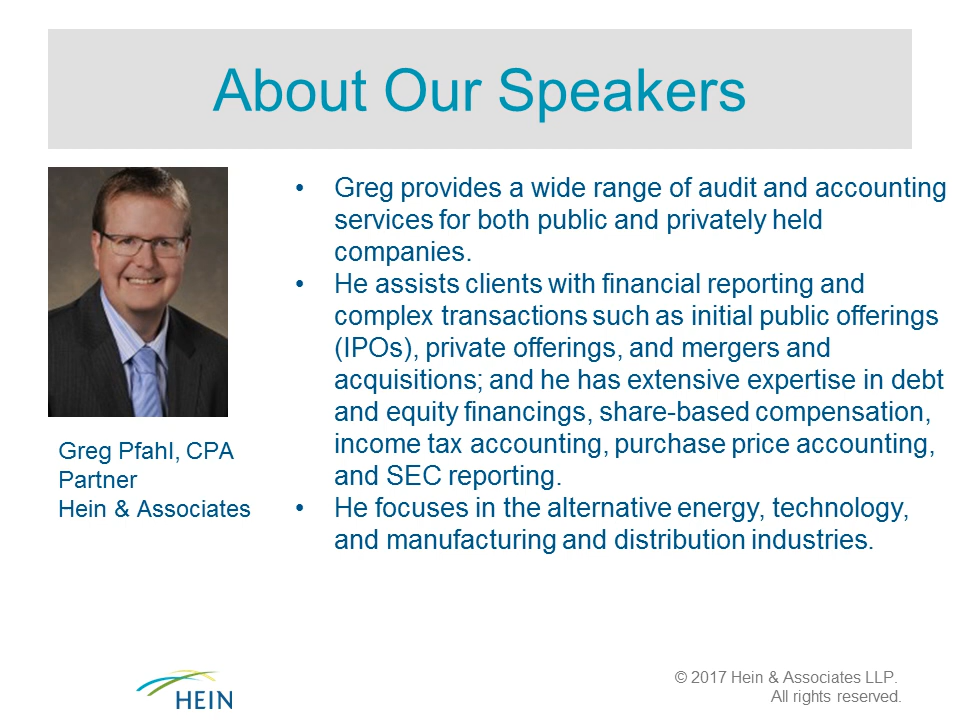 About Our Speakers
• Greg provides a wide range of audit and accounting
services for both public and privately held
companies.
• He assists clients with financial reporting and
complex transactions such as initial public offerings
(IPOs), private offerings, and mergers and
acquisitions; and he has extensive expertise in debt
and equity financings, share-based compensation,
income tax accounting, purchase price accounting,
and SEC reporting.
• He focuses in the alternative energy, technology,
and manufacturing and distribution industries.
Greg Pfahl, CPA
Partner
Hein & Associates
HEIN
© 2017 Hein & Associates LLP.
All rights reserved.